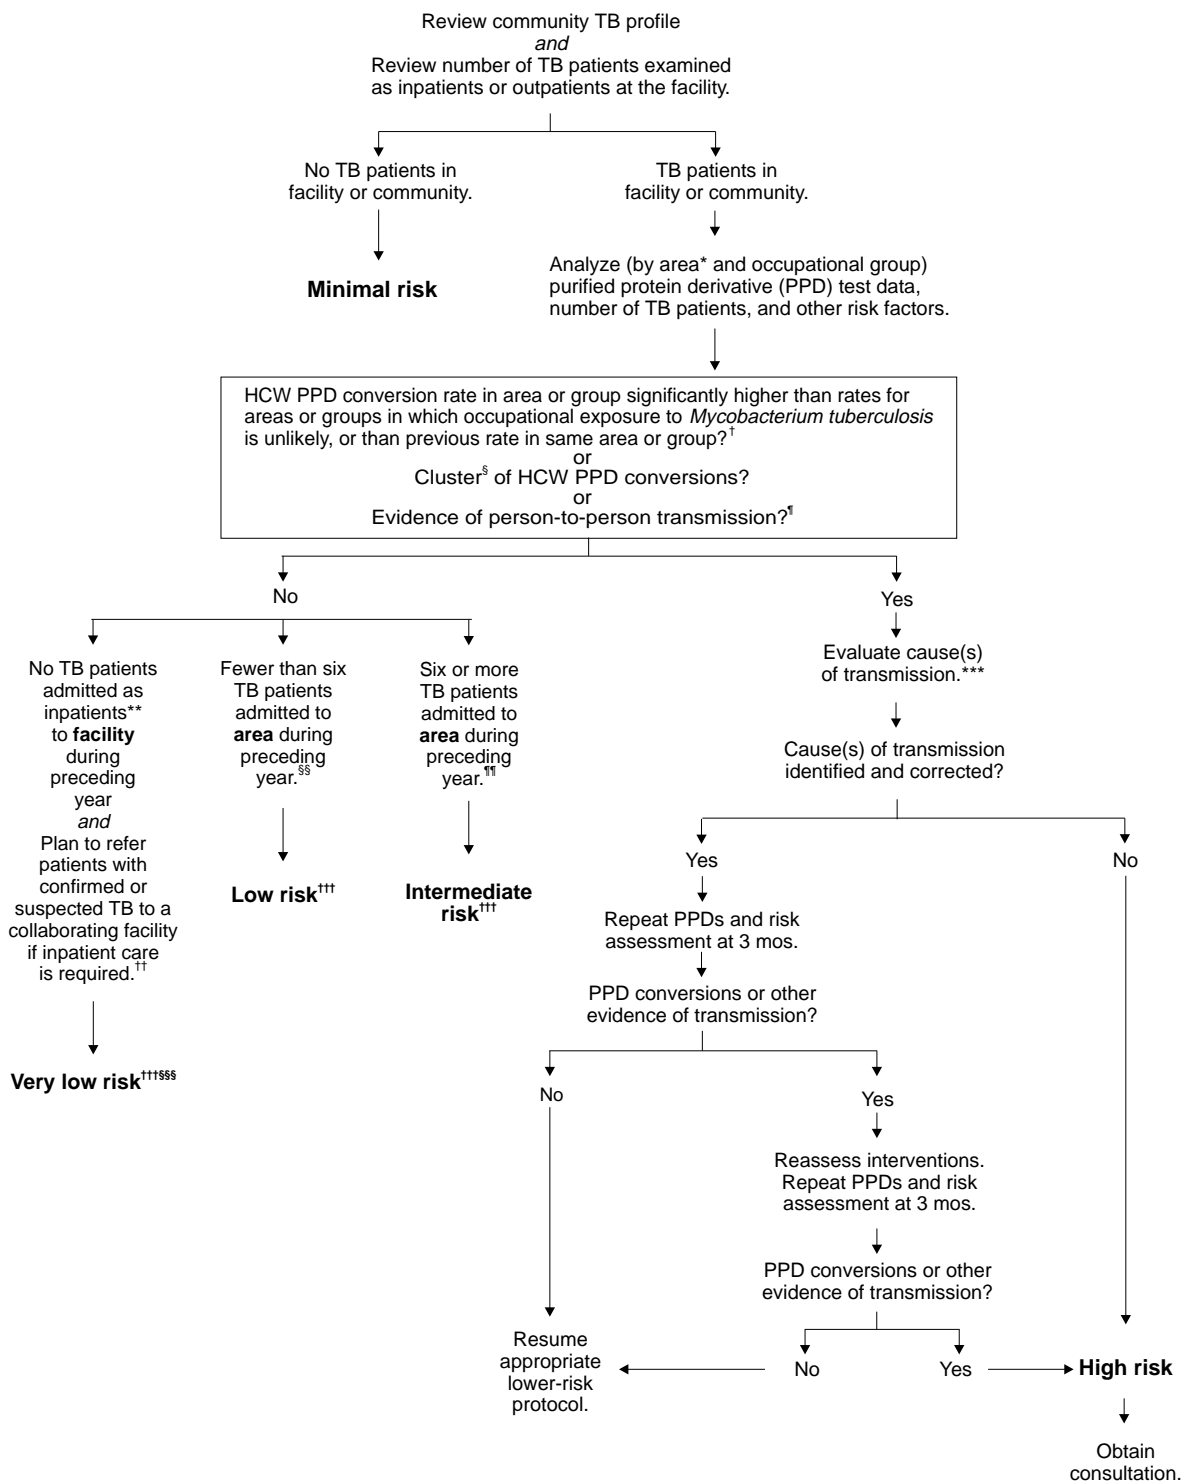 Review community TB profile
and
Review number of TB patients examined
as inpatients or outpatients at the facility.
No TB patients in
facility or community.
TB patients in
facility or community.
Minimal risk
Analyze (by area* and occupational group)
purified protein derivative (PPD) test data,
number of TB patients, and other risk factors.
HCW PPD conversion rate in area or group significantly higher than rates for
areas or groups in which occupational exposure to Mycobacterium tuberculosis
is unlikely, or than previous rate in same area or group?†
or
Cluster§ of HCW PPD conversions?
or
Evidence of person-to-person transmission?¶
No
Yes
No TB patients
admitted as
inpatients**
to facility
during
preceding
year
and
Plan to refer
patients with
confirmed or
suspected TB to a
collaborating facility
if inpatient care
is required.††
Very low risk†††§§§
Fewer than six
TB patients
admitted to
area during
preceding
year.§§
Low risk†††
Six or more
TB patients
admitted to
area during
preceding
year.¶¶
Intermediate
risk†††
Evaluate cause(s)
of transmission.***
Cause(s) of transmission
identified and corrected?
Yes
No
Repeat PPDs and risk
assessment at 3 mos.
PPD conversions or other
evidence of transmission?
No
Yes
Reassess interventions.
Repeat PPDs and risk
assessment at 3 mos.
PPD conversions or other
evidence of transmission?
Resume
appropriate
lower-risk
protocol.
No
Yes
High risk
Obtain
consultation.